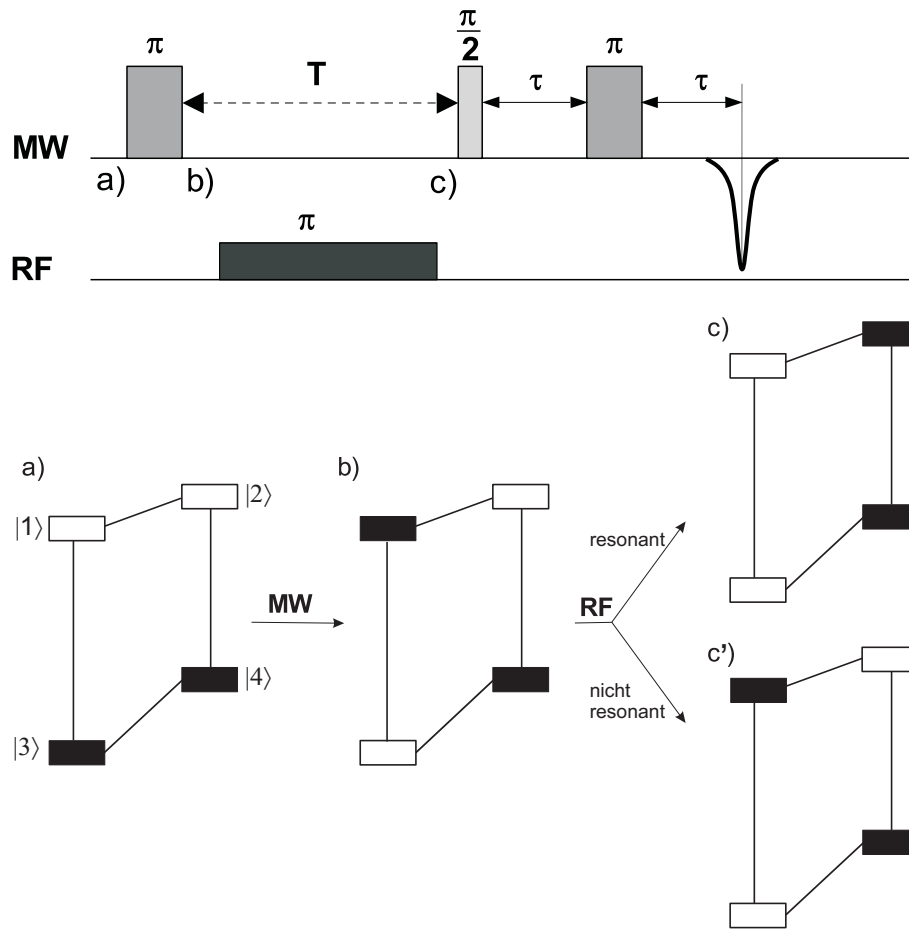 π
2
π
π
T
τ
τ
MW
a)
b)
c)
π
RF
c)
a)
b)
|2⟩
|1⟩
resonant
MW
RF
c')
|4⟩
nicht
resonant
|3⟩